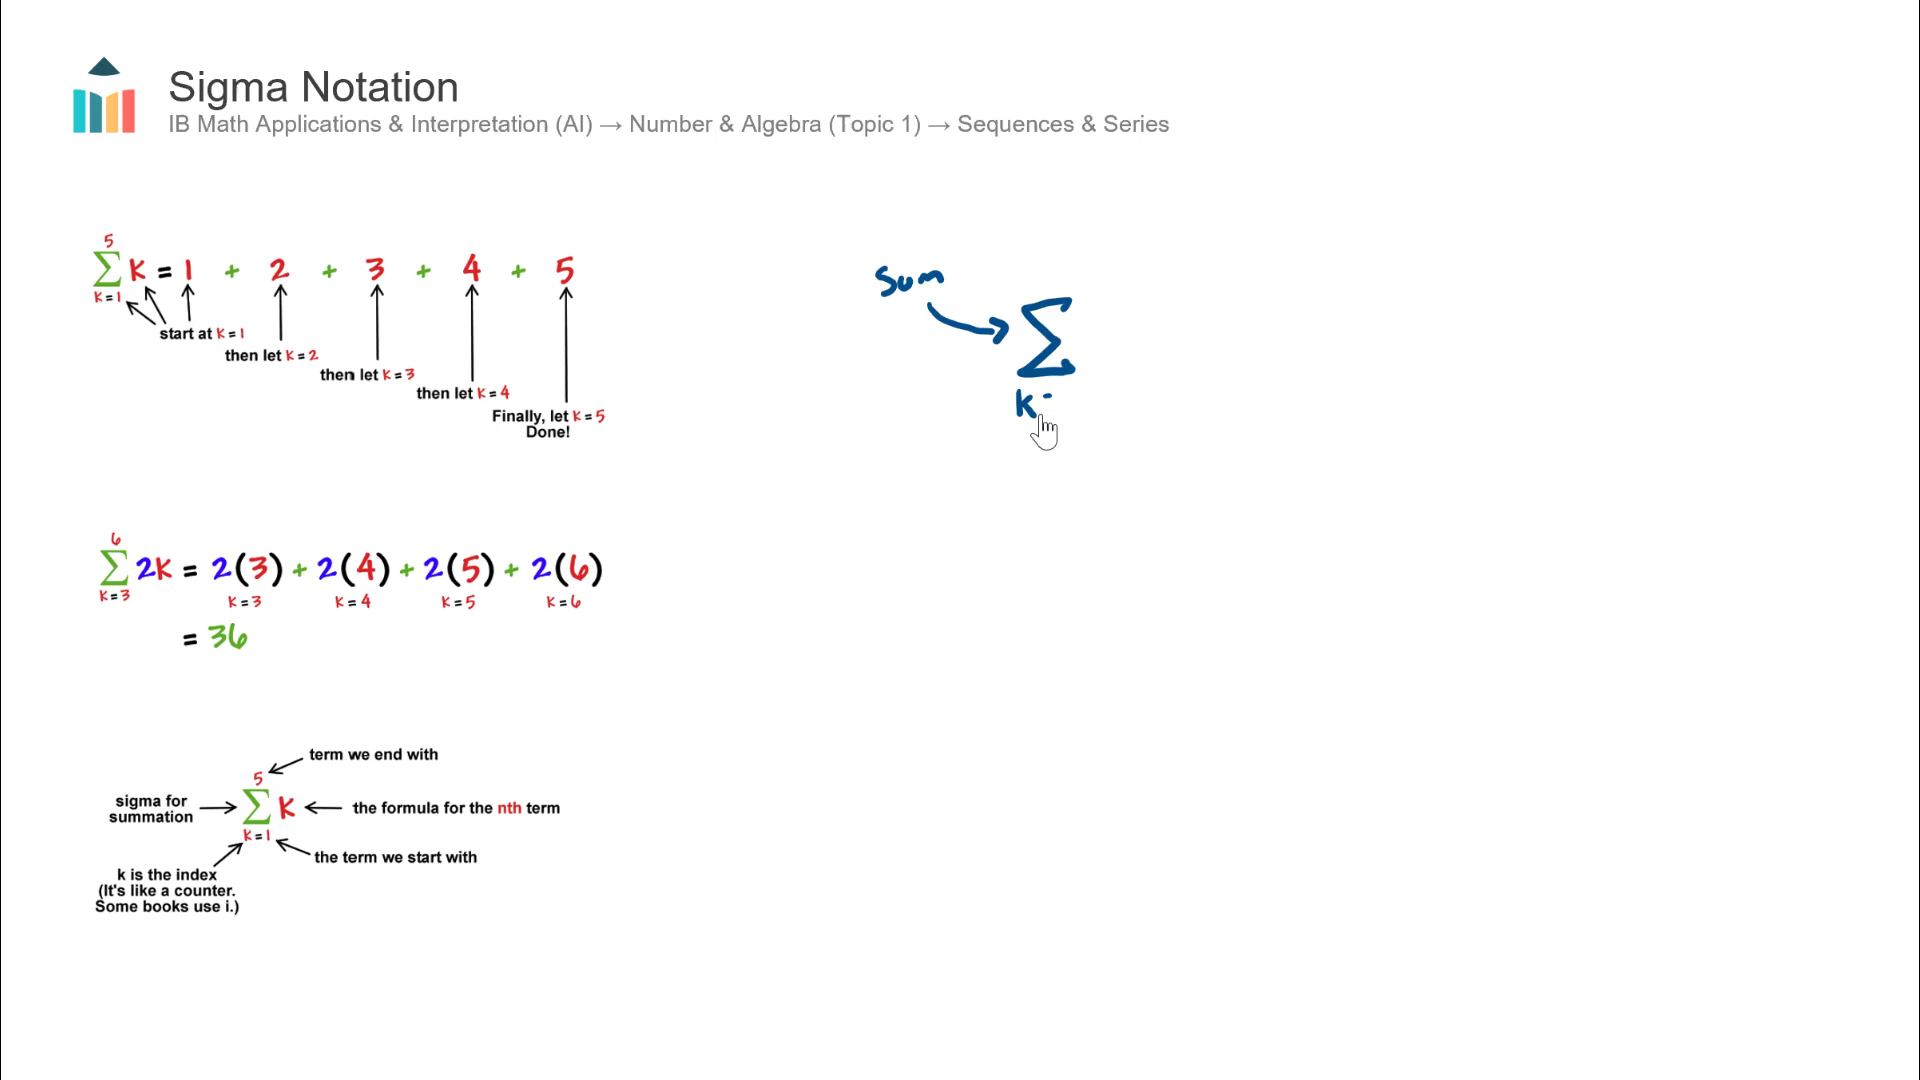 Sigma Notation
IB Math Applications & Interpretation (AI) → Number & Algebra (Topic 1) → Sequences & Series
5
∑ K = 1 + 2 + 3 + 4 + 5
K=1
start at K = 1
then let K = 2
then let K = 3
then let K = 4
Finally, let K = 5
Done!
sum
∑
K
6
∑ 2K = 2(3) + 2(4) + 2(5) + 2(6)
K=3 K=3 K=4 K=5 K=6
= 36
term we end with
5
sigma for
summation
∑ K
the formula for the nth term
K=1
the term we start with
k is the index
(It's like a counter.
Some books use i.)